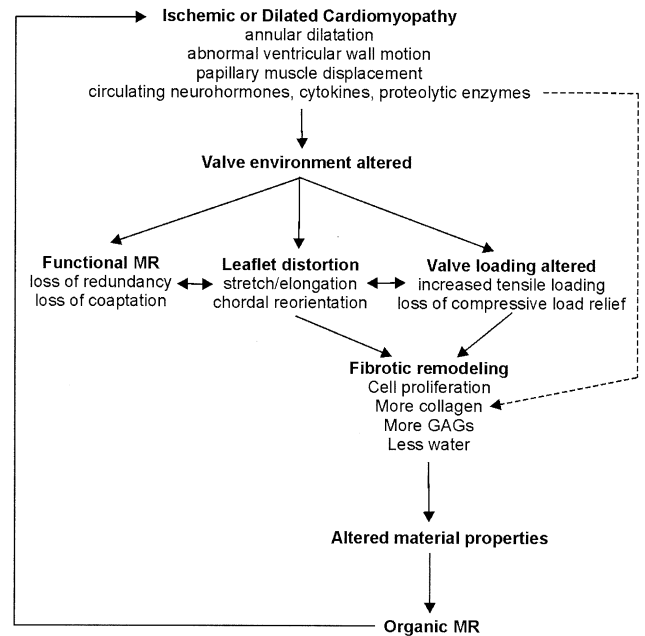 Ischemic or Dilated Cardiomyopathy
annular dilatation
abnormal ventricular wall motion
papillary muscle displacement
circulating neurohormones, cytokines, proteolytic enzymes
Valve environment altered
Functional MR
loss of redundancy
loss of coaptation
Leaflet distortion
stretch/elongation
chordal reorientation
Valve loading altered
increased tensile loading
loss of compressive load relief
Fibrotic remodeling
Cell proliferation
More collagen
More GAGs
Less water
Altered material properties
Organic MR